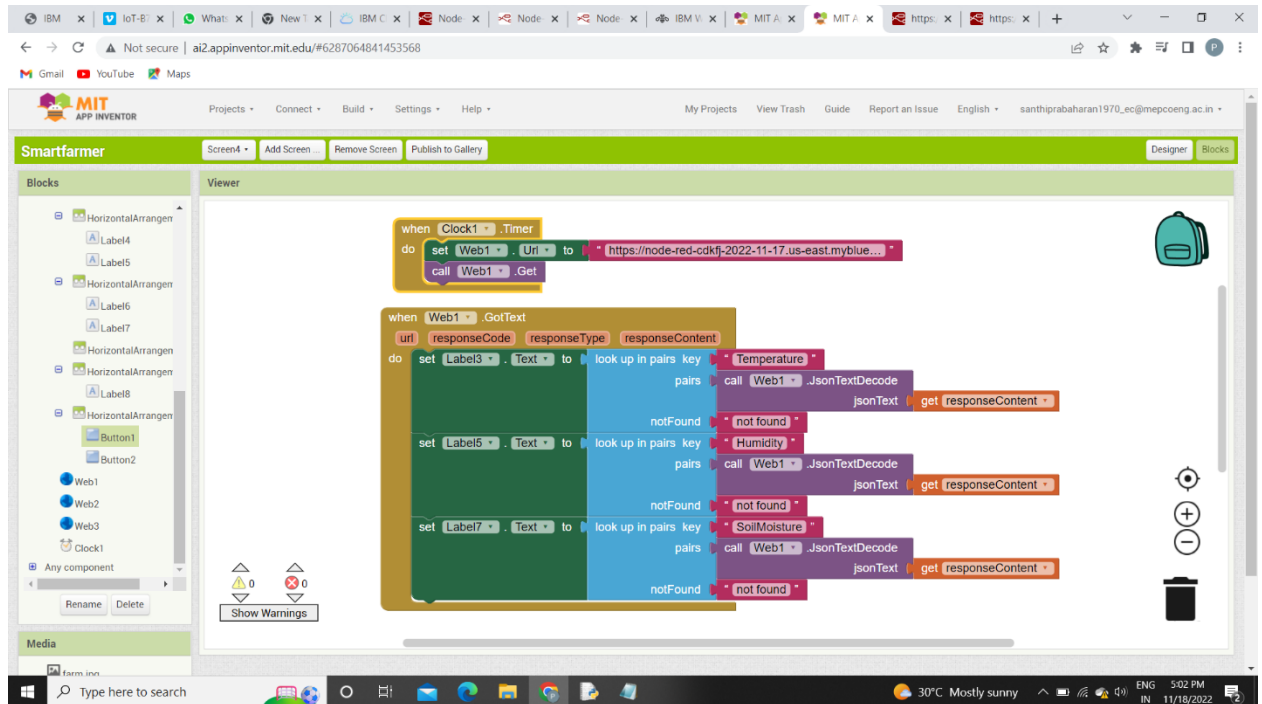 IBM
IoT-B
Whats
New T
IBM C
Node-
Node-
Node-
IBM W
MIT A
MIT A
https:
https:
Not secure | ai2.appinventor.mit.edu/#6287064841453568
P
Gmail YouTube Maps
MIT
APP INVENTOR
Projects Connect Build Settings Help My Projects View Trash Guide Report an Issue English santhiprabaharan1970_ec@mepcoeng.ac.in
Smartfarmer Screen4 Add Screen ... Remove Screen Publish to Gallery Designer Blocks
Blocks
HorizontalArrangem
Label4
Label5
HorizontalArrangem
Label6
Label7
HorizontalArrangem
HorizontalArrangem
Label8
HorizontalArrangem
Button1
Button2
Web1
Web2
Web3
Clock1
Any component
Rename Delete
Media
farm.jpg
Viewer
when Clock1 .Timer
do set Web1 . Url to " https://node-red-cdkfj-2022-11-17.us-east.myblue... "
call Web1 .Get
when Web1 .GotText
url responseCode responseType responseContent
do set Label3 . Text to look up in pairs key " Temperature "
pairs call Web1 .JsonTextDecode
jsonText get responseContent
notFound " not found "
set Label5 . Text to look up in pairs key " Humidity "
pairs call Web1 .JsonTextDecode
jsonText get responseContent
notFound " not found "
set Label7 . Text to look up in pairs key " SoilMoisture "
pairs call Web1 .JsonTextDecode
jsonText get responseContent
notFound " not found "
0 0
Show Warnings
Type here to search
30°C Mostly sunny
ENG
IN
5:02 PM
11/18/2022
2